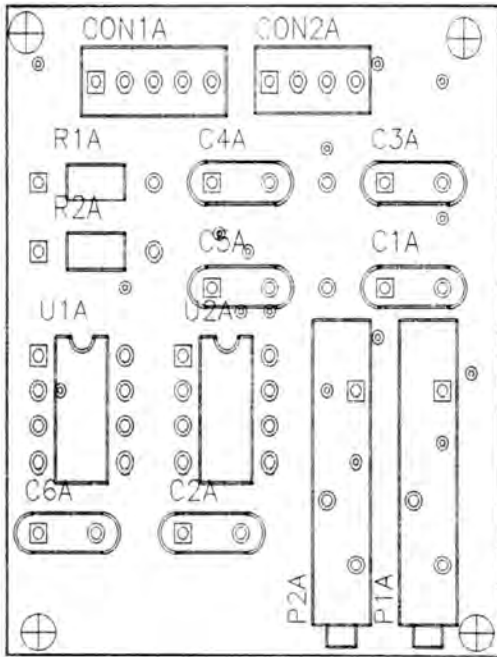 CON1A CON2A
R1A C4A C3A
R2A
C5A C1A
U1A U2A
C6A C2A
P2A P1A